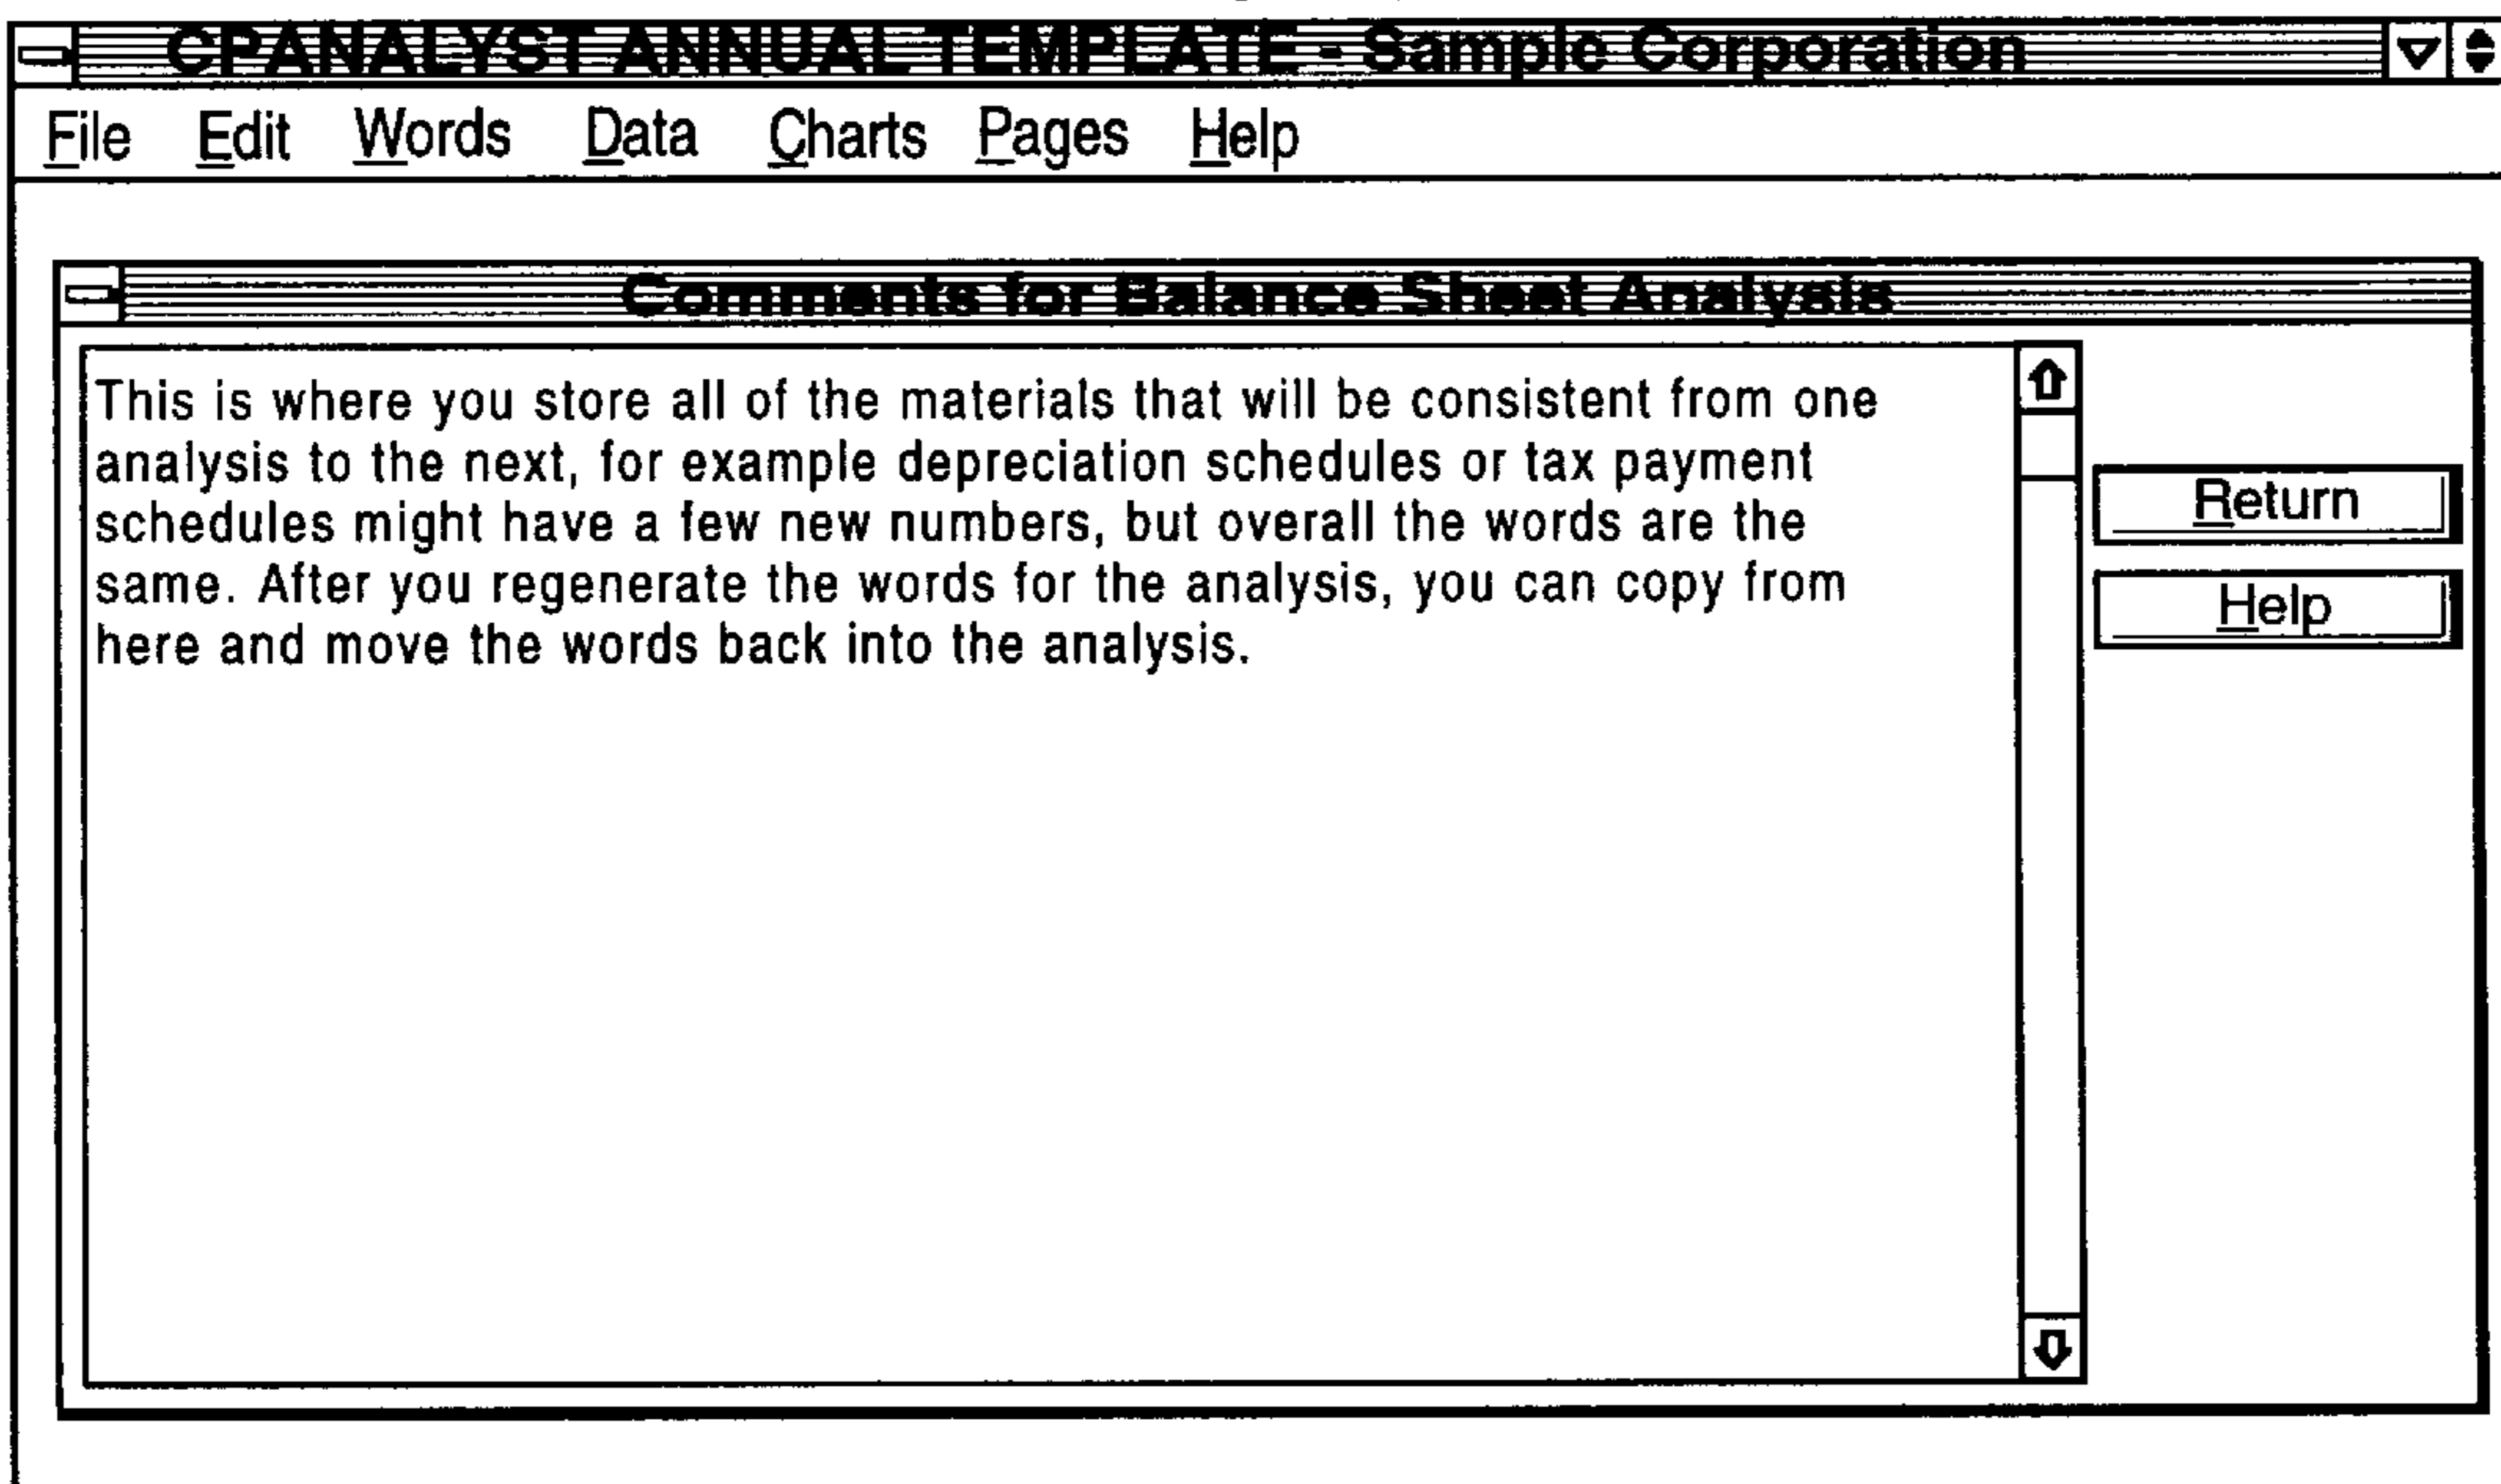 CPANALYST ANNUAL TEMPLATE - Sample Corporation
File Edit Words Data Charts Pages Help
Comments for Balance Sheet Analysis
This is where you store all of the materials that will be consistent from one
analysis to the next, for example depreciation schedules or tax payment
schedules might have a few new numbers, but overall the words are the
same. After you regenerate the words for the analysis, you can copy from
here and move the words back into the analysis.
Return
Help